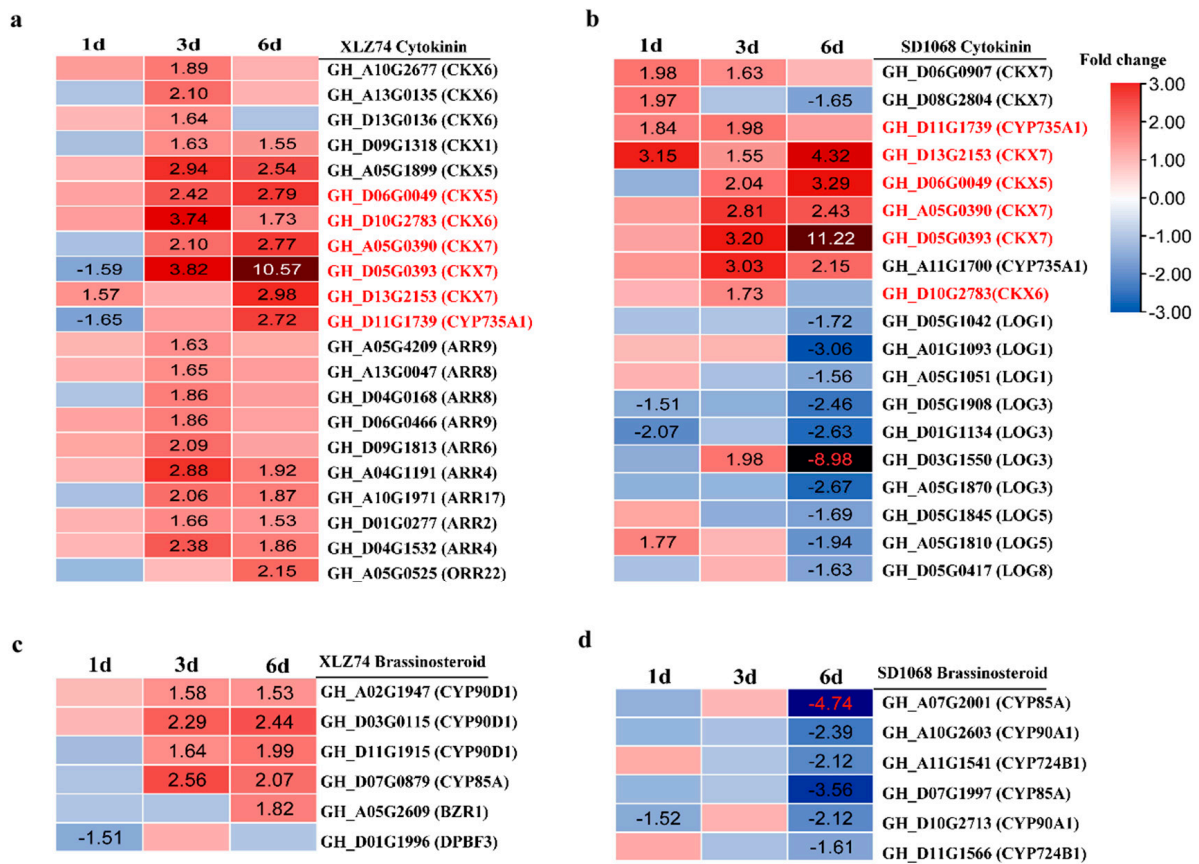 a
1d 3d 6d XLZ74 Cytokinin
1.89 GH_A10G2677 (CKX6)
2.10 GH_A13G0135 (CKX6)
1.64 GH_D13G0136 (CKX6)
1.63 1.55 GH_D09G1318 (CKX1)
2.94 2.54 GH_A05G1899 (CKX5)
2.42 2.79 GH_D06G0049 (CKX5)
3.74 1.73 GH_D10G2783 (CKX6)
2.10 2.77 GH_A05G0390 (CKX7)
-1.59 3.82 10.57 GH_D05G0393 (CKX7)
1.57 2.98 GH_D13G2153 (CKX7)
-1.65 2.72 GH_D11G1739 (CYP735A1)
1.63 GH_A05G4209 (ARR9)
1.65 GH_A13G0047 (ARR8)
1.86 GH_D04G0168 (ARR8)
1.86 GH_D06G0466 (ARR9)
2.09 GH_D09G1813 (ARR6)
2.88 1.92 GH_A04G1191 (ARR4)
2.06 1.87 GH_A10G1971 (ARR17)
1.66 1.53 GH_D01G0277 (ARR2)
2.38 1.86 GH_D04G1532 (ARR4)
2.15 GH_A05G0525 (ORR22)
b
1d 3d 6d SD1068 Cytokinin
1.98 1.63 GH_D06G0907 (CKX7)
1.97 -1.65 GH_D08G2804 (CKX7)
1.84 1.98 GH_D11G1739 (CYP735A1)
3.15 1.55 4.32 GH_D13G2153 (CKX7)
2.04 3.29 GH_D06G0049 (CKX5)
2.81 2.43 GH_A05G0390 (CKX7)
3.20 11.22 GH_D05G0393 (CKX7)
3.03 2.15 GH_A11G1700 (CYP735A1)
1.73 GH_D10G2783(CKX6)
-1.72 GH_D05G1042 (LOG1)
-3.06 GH_A01G1093 (LOG1)
-1.56 GH_A05G1051 (LOG1)
-1.51 -2.46 GH_D05G1908 (LOG3)
-2.07 -2.63 GH_D01G1134 (LOG3)
1.98 -8.98 GH_D03G1550 (LOG3)
-2.67 GH_A05G1870 (LOG3)
-1.69 GH_D05G1845 (LOG5)
1.77 -1.94 GH_A05G1810 (LOG5)
-1.63 GH_D05G0417 (LOG8)
Fold change
3.00
2.00
1.00
0.00
-1.00
-2.00
-3.00
c
1d 3d 6d XLZ74 Brassinosteroid
1.58 1.53 GH_A02G1947 (CYP90D1)
2.29 2.44 GH_D03G0115 (CYP90D1)
1.64 1.99 GH_D11G1915 (CYP90D1)
2.56 2.07 GH_D07G0879 (CYP85A)
1.82 GH_A05G2609 (BZR1)
-1.51 GH_D01G1996 (DPBF3)
d
1d 3d 6d SD1068 Brassinosteroid
-4.74 GH_A07G2001 (CYP85A)
-2.39 GH_A10G2603 (CYP90A1)
-2.12 GH_A11G1541 (CYP724B1)
-3.56 GH_D07G1997 (CYP85A)
-1.52 -2.12 GH_D10G2713 (CYP90A1)
-1.61 GH_D11G1566 (CYP724B1)